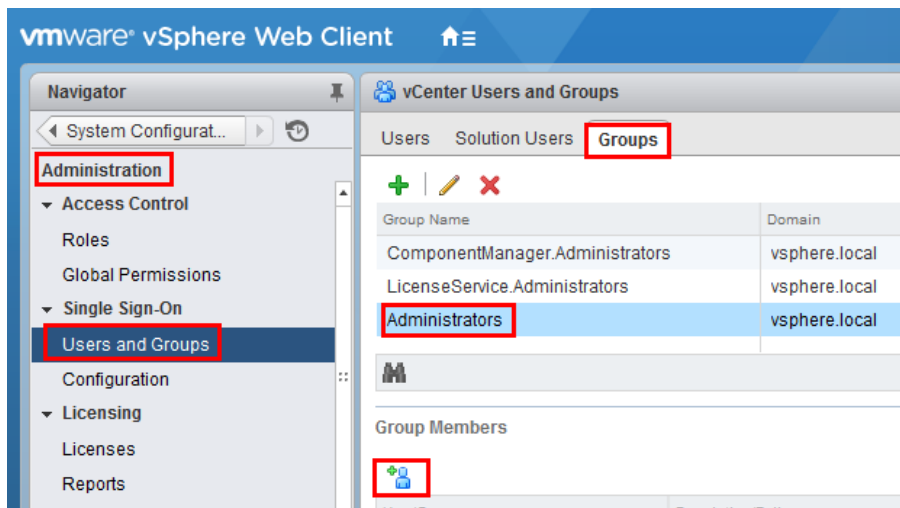 vmware® vSphere Web Client
Navigator
System Configurat...
Administration
Access Control
Roles
Global Permissions
Single Sign-On
Users and Groups
Configuration
Licensing
Licenses
Reports
vCenter Users and Groups
Users Solution Users Groups
Group Name Domain
ComponentManager.Administrators vsphere.local
LicenseService.Administrators vsphere.local
Administrators vsphere.local
Group Members